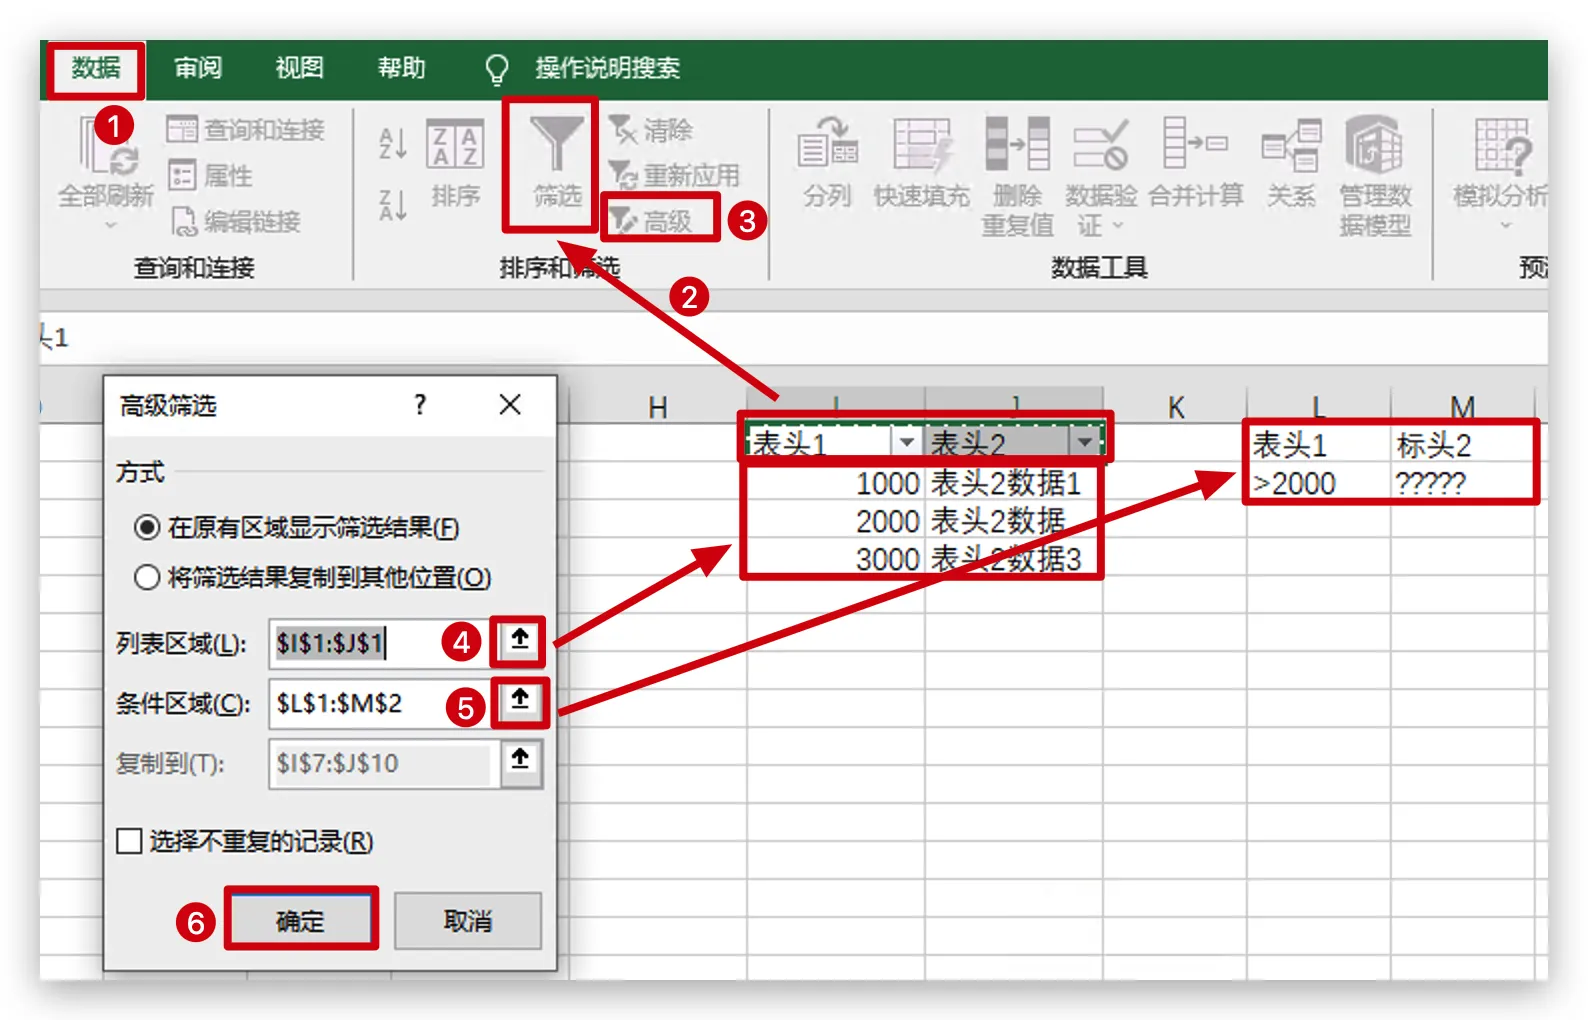 数据 审阅 视图 帮助 操作说明搜索
1
全部刷新
查询和连接
属性
编辑链接
查询和连接
排序
筛选
清除
重新应用
高级
3
排序和筛选
2
分列
快速填充
删除
重复值
数据验
证
合并计算
关系
管理数
据模型
数据工具
模拟分析
头1
H I J K L M
表头1 表头2
1000 表头2数据1
2000 表头2数据
3000 表头2数据3
表头1 标头2
>2000 ?????
高级筛选 ?
方式
在原有区域显示筛选结果(F)
将筛选结果复制到其他位置(O)
列表区域(L): $I$1:$J$1 4
条件区域(C): $L$1:$M$2 5
复制到(T): $I$7:$J$10
选择不重复的记录(R)
6 确定 取消